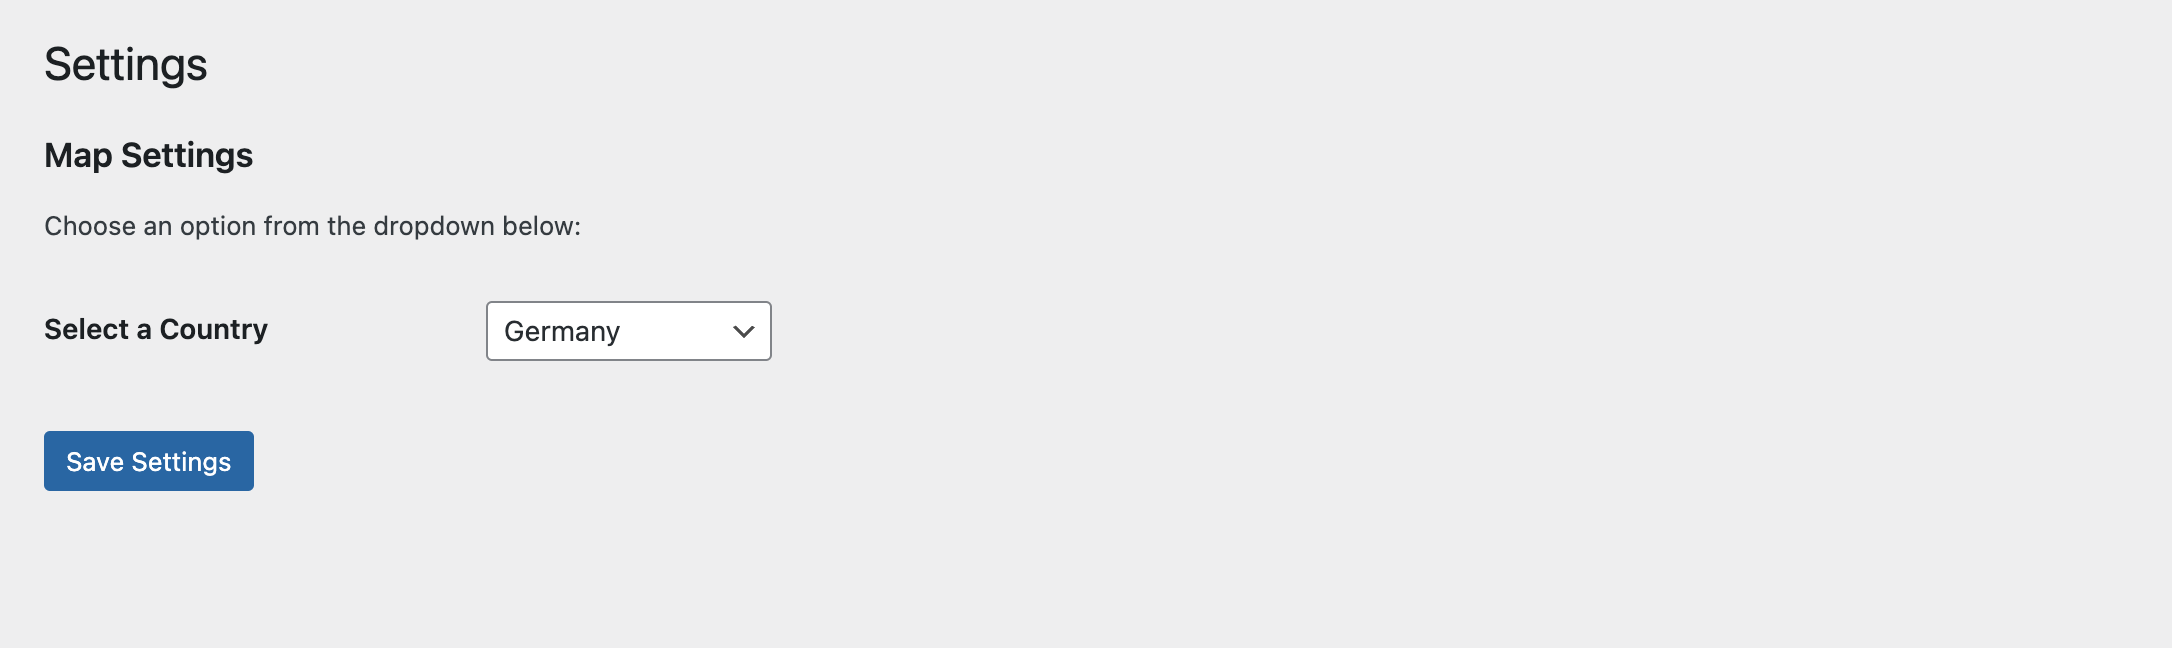 Settings
Map Settings
Choose an option from the dropdown below:
Select a Country
Germany
Save Settings